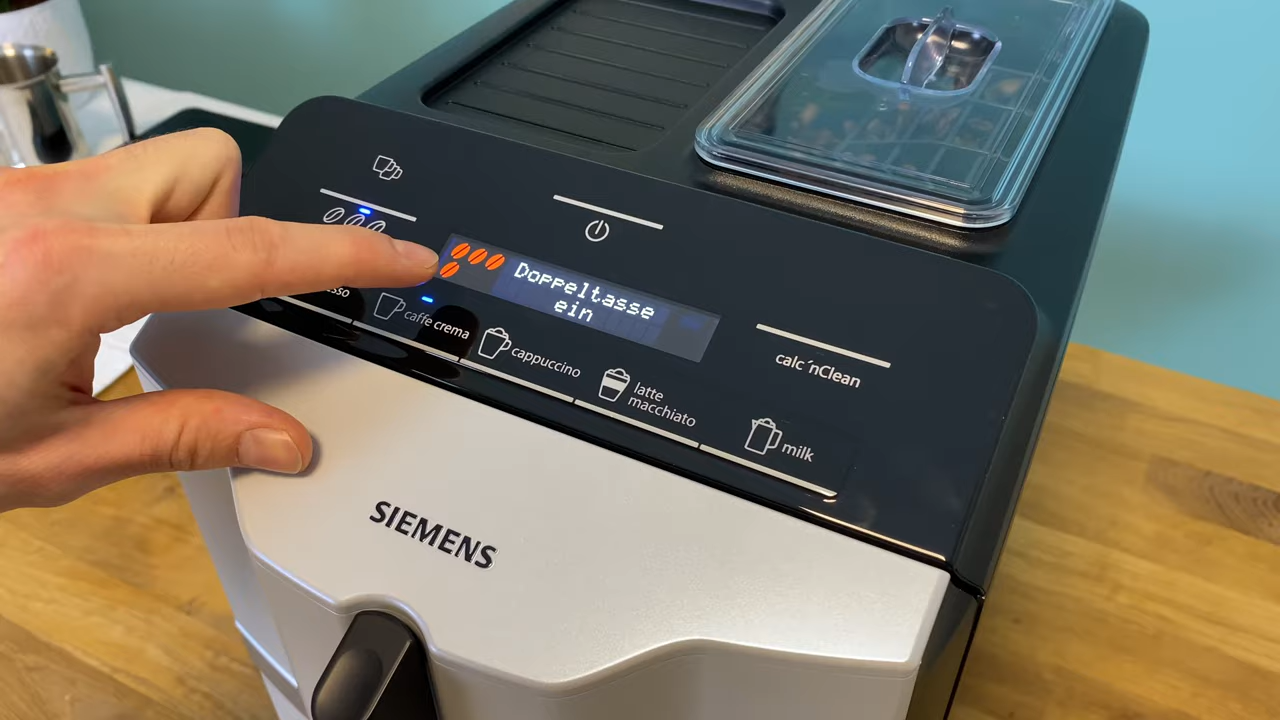 Doppeltasse
ein
caffe crema
cappuccino
latte
macchiato
milk
calc´nClean
SIEMENS